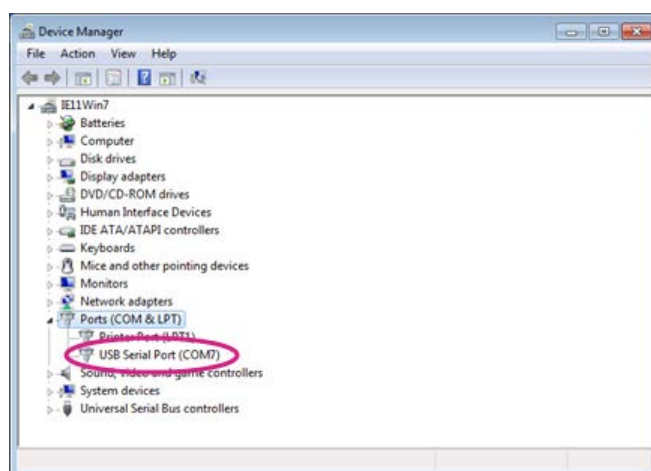 Device Manager
File Action View Help
IE11Win7
Batteries
Computer
Disk drives
Display adapters
DVD/CD-ROM drives
Human Interface Devices
IDE ATA/ATAPI controllers
Keyboards
Mice and other pointing devices
Monitors
Network adapters
Ports (COM & LPT)
Printer Port (LPT1)
USB Serial Port (COM7)
Sound, video and game controllers
System devices
Universal Serial Bus controllers